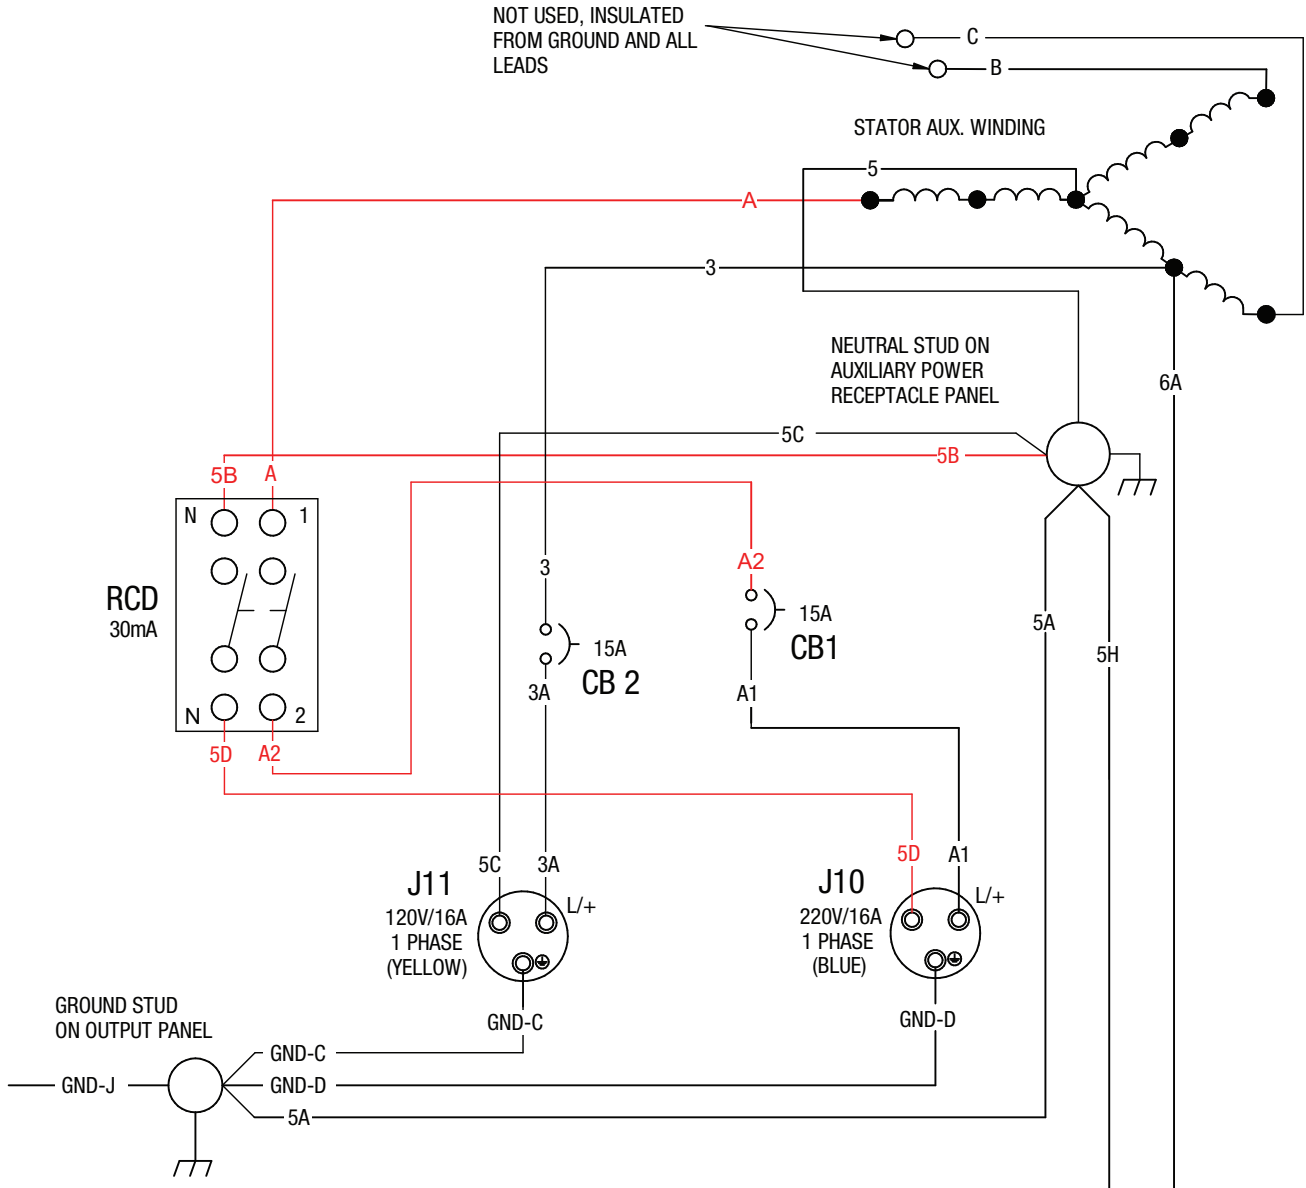 NOT USED, INSULATED
FROM GROUND AND ALL
LEADS
C
B
STATOR AUX. WINDING
5
A
3
NEUTRAL STUD ON
AUXILIARY POWER
RECEPTACLE PANEL
6A
5C
5B
5B
A
N
1
RCD
30mA
3
A2
15A
CB1
15A
CB 2
5A
5H
3A
A1
N
2
5D
A2
5C
3A
5D
A1
J11
120V/16A
1 PHASE
(YELLOW)
L/+
J10
220V/16A
1 PHASE
(BLUE)
L/+
GROUND STUD
ON OUTPUT PANEL
GND-C
GND-D
GND-C
GND-J
GND-D
5A